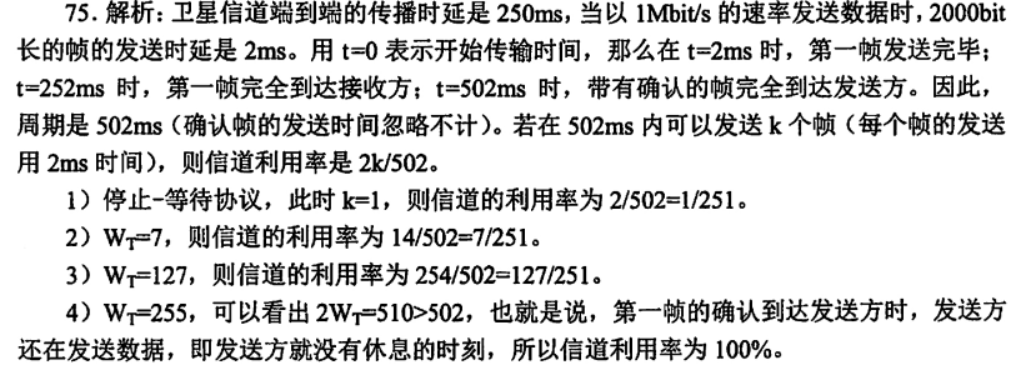 75．解析：卫星信道端到端的传播时延是 250ms，当以 1Mbit/s 的速率发送数据时，2000bit
长的帧的发送时延是 2ms。用 t=0 表示开始传输时间，那么在 t=2ms 时，第一帧发送完毕；
t=252ms 时，第一帧完全到达接收方；t=502ms 时，带有确认的帧完全到达发送方。因此，
周期是 502ms（确认帧的发送时间忽略不计）。若在 502ms 内可以发送 k 个帧（每个帧的发送
用 2ms 时间），则信道利用率是 2k/502。
1）停止-等待协议，此时 k=1，则信道的利用率为 2/502=1/251。
2）W_T=7，则信道的利用率为 14/502=7/251。
3）W_T=127，则信道的利用率为 254/502=127/251。
4）W_T=255，可以看出 2W_T=510>502，也就是说，第一帧的确认到达发送方时，发送方
还在发送数据，即发送方就没有休息的时刻，所以信道利用率为 100%。